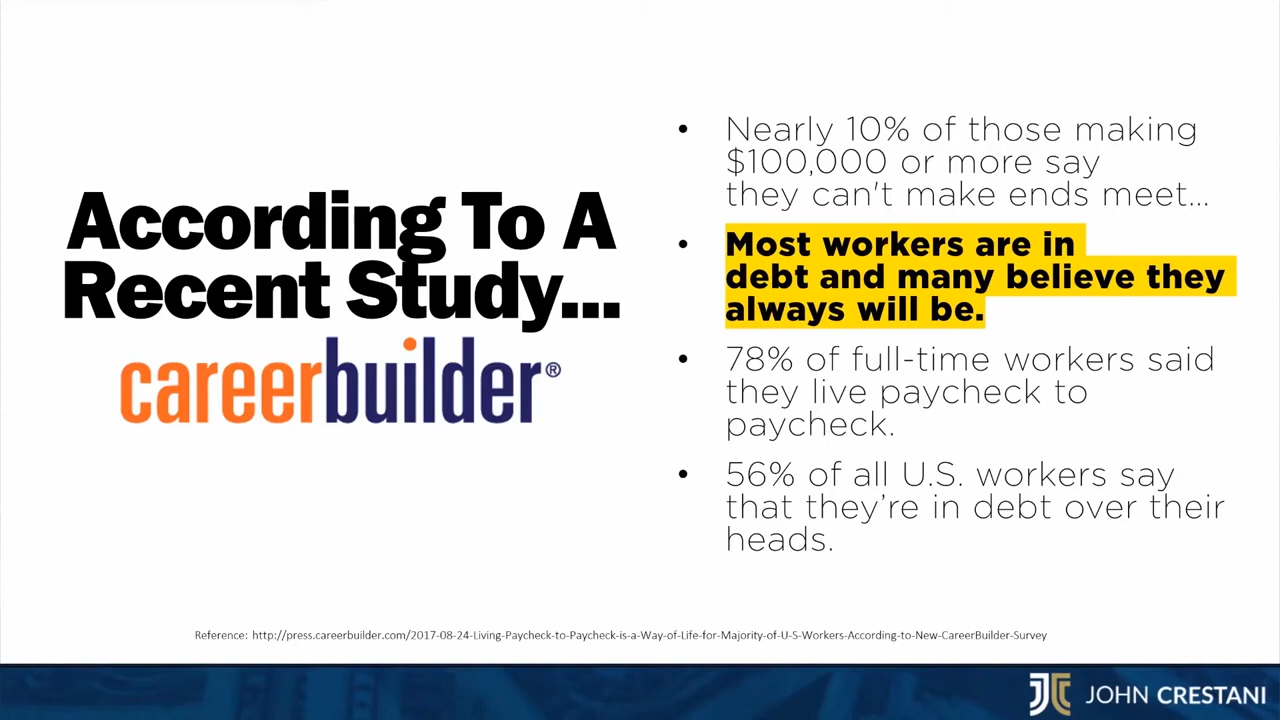 According To A
Recent Study...
careerbuilder®
• Nearly 10% of those making
$100,000 or more say
they can't make ends meet...
• Most workers are in
debt and many believe they
always will be.
• 78% of full-time workers said
they live paycheck to
paycheck.
• 56% of all U.S. workers say
that they’re in debt over their
heads.
Reference: http://press.careerbuilder.com/2017-08-24-Living-Paycheck-to-Paycheck-is-a-Way-of-Life-for-Majority-of-U-S-Workers-According-to-New-CareerBuilder-Survey
JOHN CRESTANI